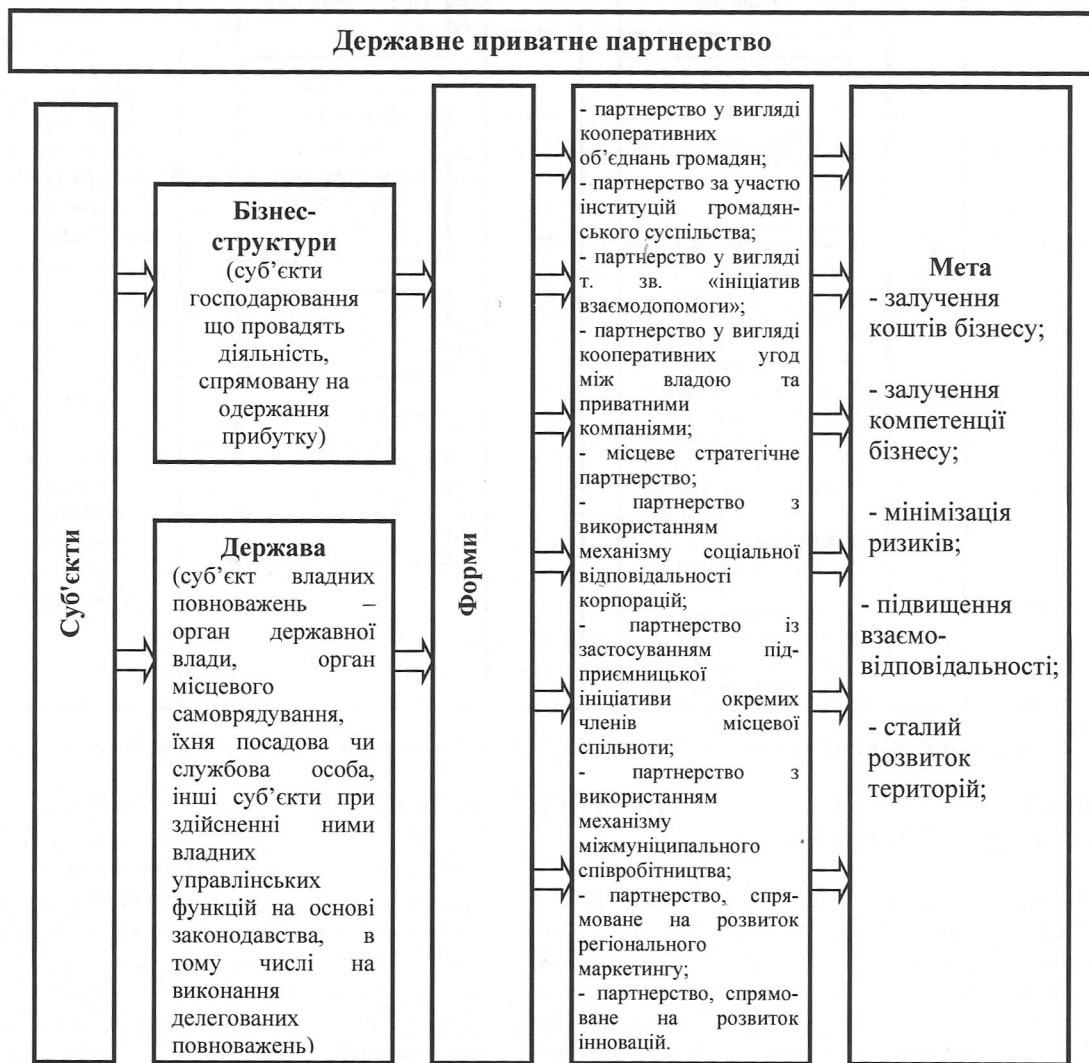 Державне приватне партнерство
Суб'єкти
Бізнес-
структури
(суб’єкти
господарювання
що провадять
діяльність,
спрямовану на
одержання
прибутку)
Держава
(суб’єкт владних
повноважень –
орган державної
влади, орган
місцевого
самоврядування,
їхня посадова чи
службова особа,
інші суб’єкти при
здійсненні ними
владних
управлінських
функцій на основі
законодавства, в
тому числі на
виконання
делегованих
повноважень)
Форми
- партнерство у вигляді
кооперативних
об’єднань громадян;
- партнерство за участю
інституцій громадян-
ського суспільства;
- партнерство у вигляді
т. зв. «ініціатив
взаємодопомоги»;
- партнерство у вигляді
кооперативних угод
між владою та
приватними
компаніями;
- місцеве стратегічне
партнерство;
- партнерство з
використанням
механізму соціальної
відповідальності
корпорацій;
- партнерство із
застосуванням під-
приємницької
ініціативи окремих
членів місцевої
спільноти;
- партнерство з
використанням
механізму
міжмуніципального
співробітництва;
- партнерство, спря-
моване на розвиток
регіонального
маркетингу;
- партнерство, спрямо-
ване на розвиток
інновацій.
Мета
- залучення
коштів бізнесу;
- залучення
компетенції
бізнесу;
- мінімізація
ризиків;
- підвищення
взаємо-
відповідальності;
- сталий
розвиток
територій;